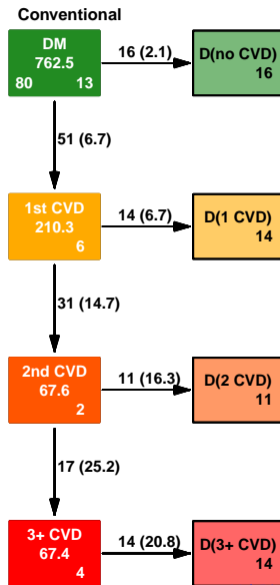 Conventional
DM
762.5
80 13
16 (2.1)
D(no CVD)
16
51 (6.7)
1st CVD
210.3
6
14 (6.7)
D(1 CVD)
14
31 (14.7)
2nd CVD
67.6
2
11 (16.3)
D(2 CVD)
11
17 (25.2)
3+ CVD
67.4
4
14 (20.8)
D(3+ CVD)
14